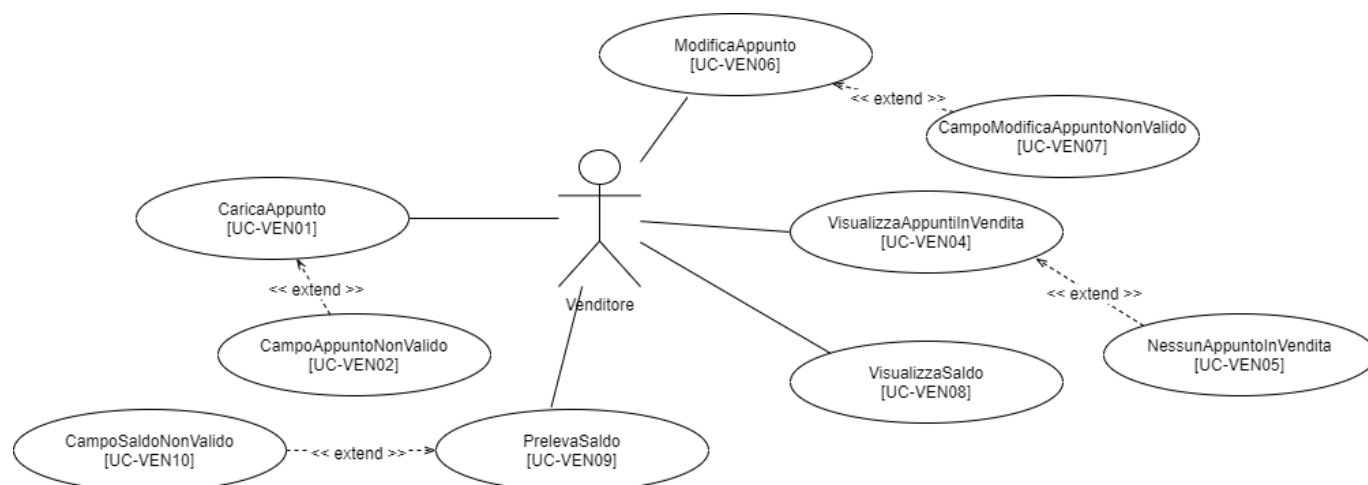 ModificaAppunto
[UC-VEN06]
<< extend >>
CampoModificaAppuntoNonValido
[UC-VEN07]
CaricaAppunto
[UC-VEN01]
VisualizzaAppuntiInVendita
[UC-VEN04]
<< extend >>
<< extend >>
Venditore
CampoAppuntoNonValido
[UC-VEN02]
NessunAppuntoInVendita
[UC-VEN05]
VisualizzaSaldo
[UC-VEN08]
CampoSaldoNonValido
[UC-VEN10]
<< extend >>
PrelevaSaldo
[UC-VEN09]